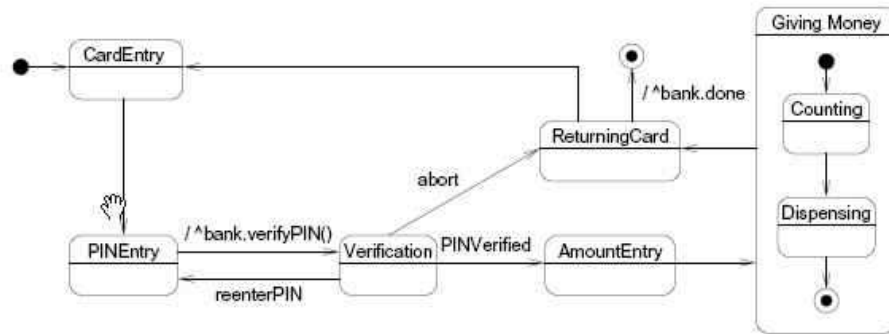 Giving Money
CardEntry
/ ^bank.done
Counting
ReturningCard
abort
Dispensing
/ ^bank.verifyPIN()
PINEntry
Verification
PINVerified
AmountEntry
reenterPIN